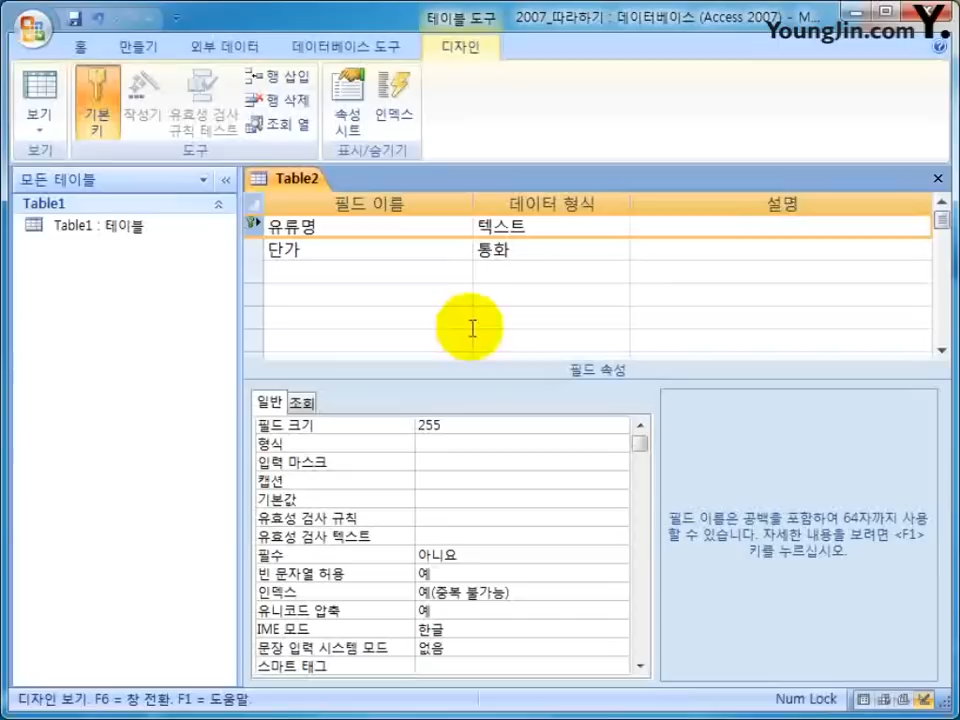 테이블 도구
2007_따라하기 : 데이터베이스 (Access 2007) - M...
YoungJin.com Y.
홈
만들기
외부 데이터
데이터베이스 도구
디자인
보기
기본 키
작성기
유효성 검사 규칙 테스트
행 삽입
행 삭제
조회 열
속성 시트
인덱스
보기
도구
표시/숨기기
모든 테이블
Table1
Table1 : 테이블
Table2
필드 이름 데이터 형식 설명
유류명 텍스트
단가 통화
필드 속성
일반 조회
필드 크기 255
형식
입력 마스크
캡션
기본값
유효성 검사 규칙
유효성 검사 텍스트
필수 아니요
빈 문자열 허용 예
인덱스 예(중복 불가능)
유니코드 압축 예
IME 모드 한글
문장 입력 시스템 모드 없음
스마트 태그
필드 이름은 공백을 포함하여 64자까지 사용
할 수 있습니다. 자세한 내용을 보려면 <F1>
키를 누르십시오.
디자인 보기. F6 = 창 전환. F1 = 도움말.
Num Lock